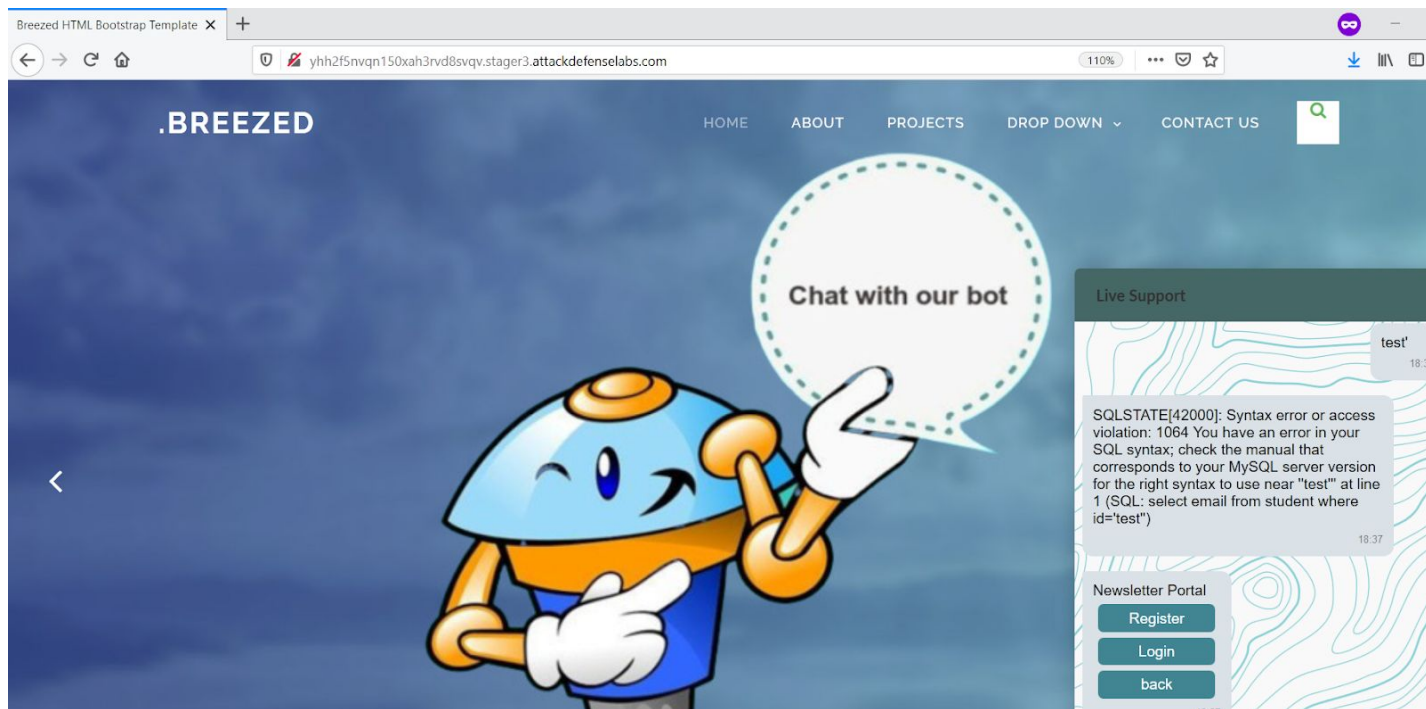 Breezed HTML Bootstrap Template
yhh2f5nvqn150xah3rvd8svqv.stager3.attackdefenselabs.com
110%
.BREEZED
HOME ABOUT PROJECTS DROP DOWN CONTACT US
Chat with our bot
Live Support
test'
SQLSTATE[42000]: Syntax error or access
violation: 1064 You have an error in your
SQL syntax; check the manual that
corresponds to your MySQL server version
for the right syntax to use near ''test''' at line
1 (SQL: select email from student where
id='test'')
18:37
Newsletter Portal
Register
Login
back